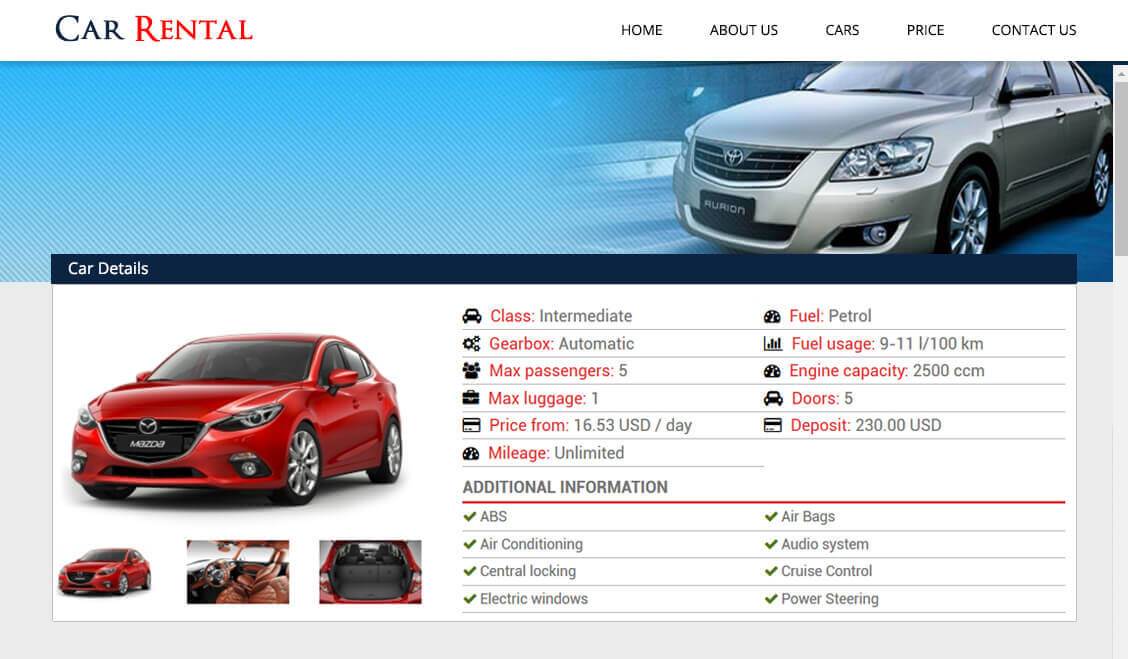 CAR RENTAL
HOME ABOUT US CARS PRICE CONTACT US
AURION
Car Details
Class: Intermediate Fuel: Petrol
Gearbox: Automatic Fuel usage: 9-11 l/100 km
Max passengers: 5 Engine capacity: 2500 ccm
Max luggage: 1 Doors: 5
Price from: 16.53 USD / day Deposit: 230.00 USD
Mileage: Unlimited
mazda
ADDITIONAL INFORMATION
ABS Air Bags
Air Conditioning Audio system
Central locking Cruise Control
Electric windows Power Steering